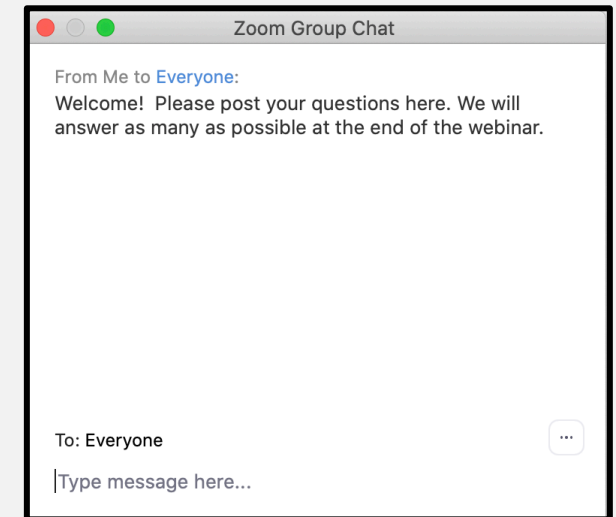 Zoom Group Chat
From Me to Everyone:
Welcome!  Please post your questions here. We will
answer as many as possible at the end of the webinar.
To: Everyone
...
Type message here...